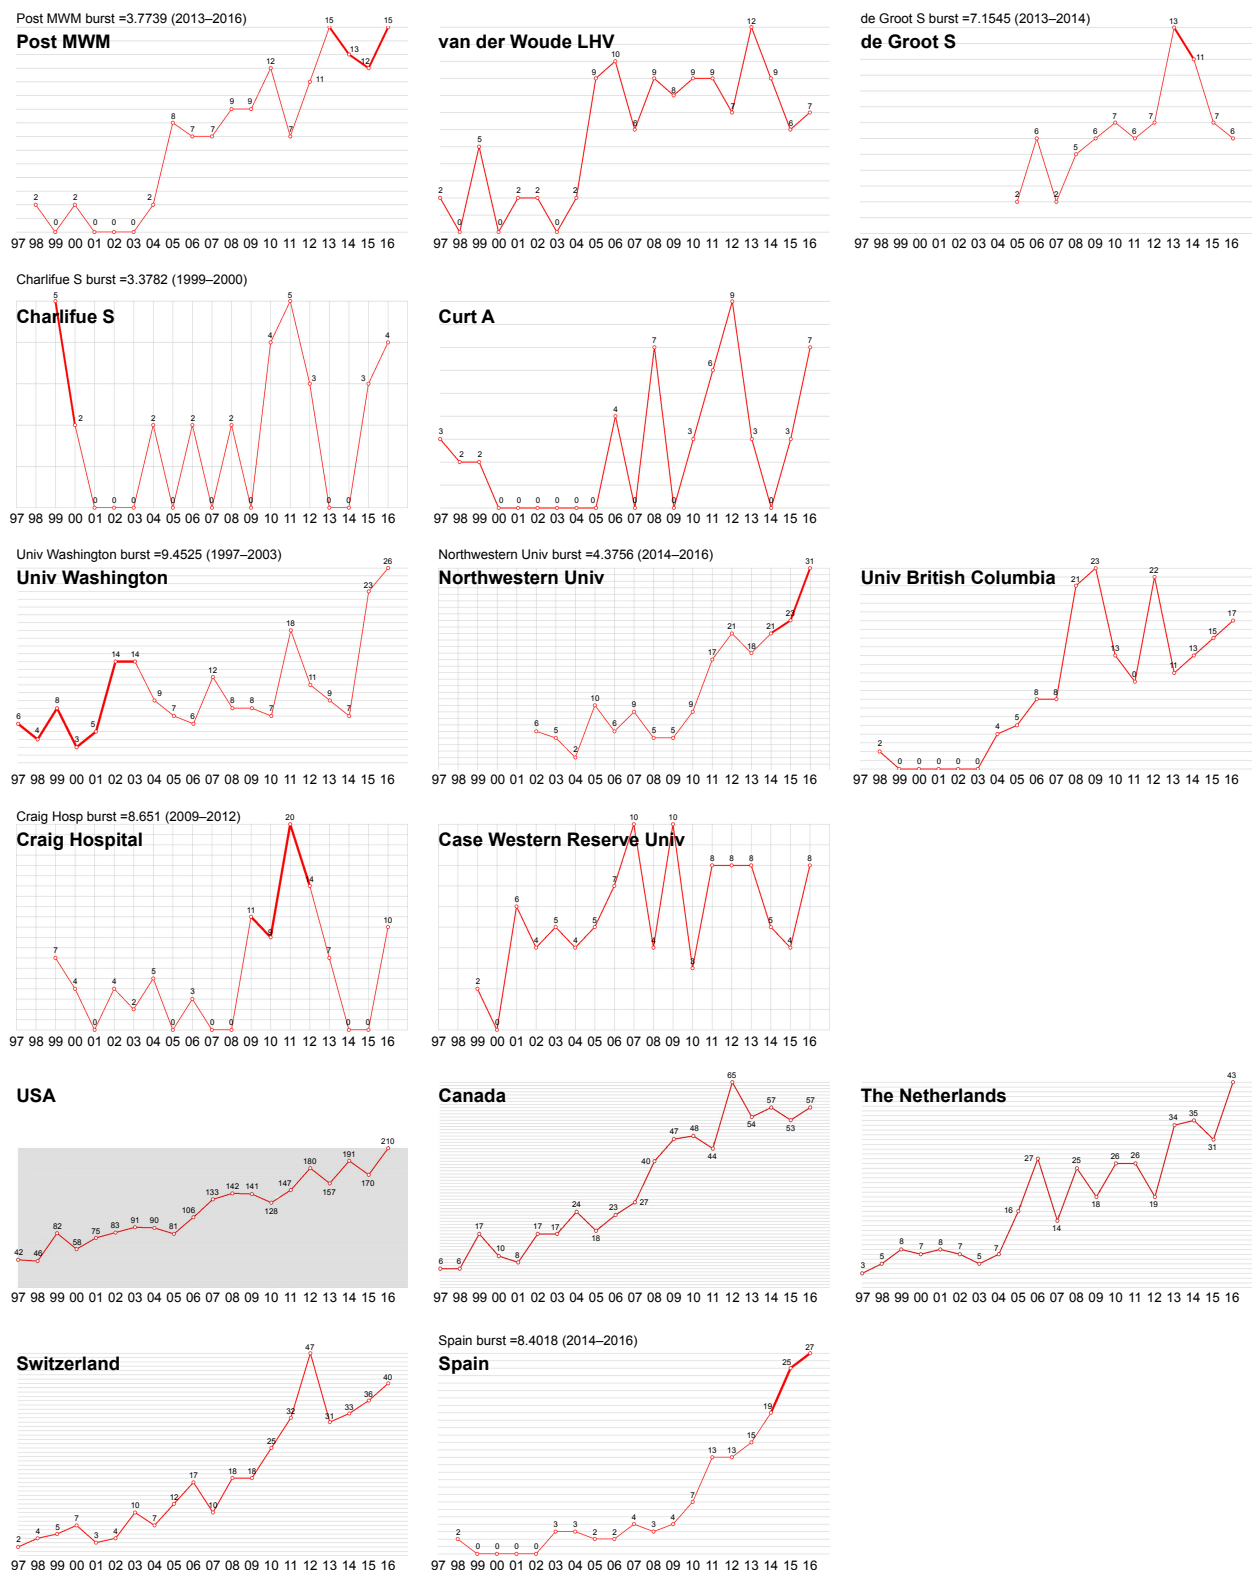 Post MWM burst =3.7739 (2013–2016)
Post MWM
2 0 2 0 0 0 2 8 7 7 9 9 12 7 11 15 13 12 15
97 98 99 00 01 02 03 04 05 06 07 08 09 10 11 12 13 14 15 16
van der Woude LHV
2 0 5 0 2 2 0 2 9 10 6 9 8 9 9 7 12 9 6 7
97 98 99 00 01 02 03 04 05 06 07 08 09 10 11 12 13 14 15 16
de Groot S burst =7.1545 (2013–2014)
de Groot S
2 6 2 5 6 7 6 7 13 11 7 6
97 98 99 00 01 02 03 04 05 06 07 08 09 10 11 12 13 14 15 16
Charlifue S burst =3.3782 (1999–2000)
Charlifue S
5 2 0 0 0 2 0 2 0 2 0 4 5 3 0 0 3 4
97 98 99 00 01 02 03 04 05 06 07 08 09 10 11 12 13 14 15 16
Curt A
3 2 2 0 0 0 0 0 0 4 0 7 0 3 6 9 3 0 3 7
97 98 99 00 01 02 03 04 05 06 07 08 09 10 11 12 13 14 15 16
Univ Washington burst =9.4525 (1997–2003)
Univ Washington
6 4 8 3 5 14 14 9 7 6 12 8 8 7 18 11 9 7 23 26
97 98 99 00 01 02 03 04 05 06 07 08 09 10 11 12 13 14 15 16
Northwestern Univ burst =4.3756 (2014–2016)
Northwestern Univ
6 5 2 10 6 9 5 5 9 17 21 18 21 23 31
97 98 99 00 01 02 03 04 05 06 07 08 09 10 11 12 13 14 15 16
Univ British Columbia
2 0 0 0 0 0 4 5 8 8 21 23 13 0 22 11 13 15 17
97 98 99 00 01 02 03 04 05 06 07 08 09 10 11 12 13 14 15 16
Craig Hosp burst =8.651 (2009–2012)
Craig Hospital
7 4 0 4 2 5 0 3 0 0 11 9 20 14 7 0 0 10
97 98 99 00 01 02 03 04 05 06 07 08 09 10 11 12 13 14 15 16
Case Western Reserve Univ
2 0 6 4 5 4 5 7 10 4 10 3 8 8 8 5 4 8
97 98 99 00 01 02 03 04 05 06 07 08 09 10 11 12 13 14 15 16
USA
42 46 82 58 75 83 91 90 81 106 133 142 141 128 147 180 157 191 170 210
97 98 99 00 01 02 03 04 05 06 07 08 09 10 11 12 13 14 15 16
Canada
6 6 17 10 8 17 17 24 18 23 27 40 47 48 44 65 54 57 53 57
97 98 99 00 01 02 03 04 05 06 07 08 09 10 11 12 13 14 15 16
The Netherlands
3 5 8 7 8 7 5 7 16 27 14 25 18 26 26 19 34 35 31 43
97 98 99 00 01 02 03 04 05 06 07 08 09 10 11 12 13 14 15 16
Switzerland
2 4 5 7 3 4 10 7 12 17 10 18 18 25 32 47 31 33 36 40
97 98 99 00 01 02 03 04 05 06 07 08 09 10 11 12 13 14 15 16
Spain burst =8.4018 (2014–2016)
Spain
2 0 0 0 0 3 3 2 2 4 3 4 7 13 13 15 19 25 27
97 98 99 00 01 02 03 04 05 06 07 08 09 10 11 12 13 14 15 16